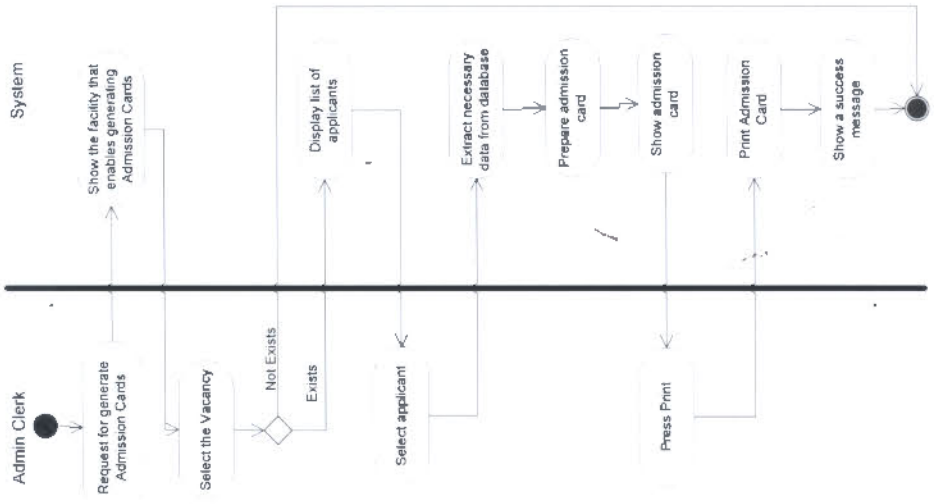 Admin Clerk
System
Request for generate
Admission Cards
Show the facility that
enables generating
Admission Cards
Select the Vacancy
Not Exists
Exists
Display list of
applicants
Select applicant
Extract necessary
data from database
Prepare admission
card
Show admission
card
Press Print
Print Admission
Card
Show a success
message